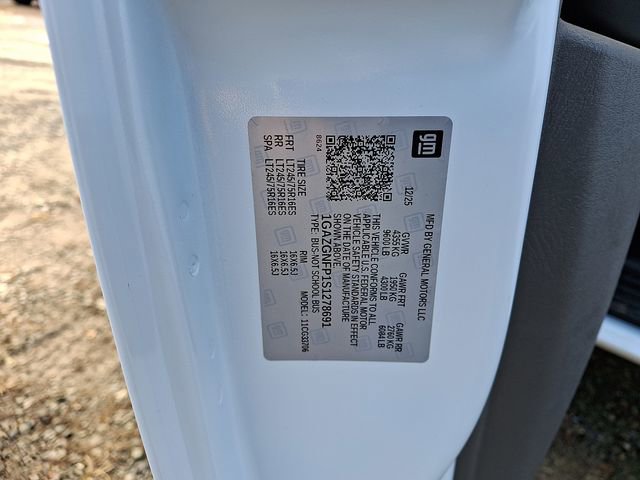 gm
MFD BY GENERAL MOTORS LLC
12/25
GVWR GAWR FRT GAWR RR
4355 KG 1950 KG 2760 KG
9600 LB 4300 LB 6084 LB
THIS VEHICLE CONFORMS TO ALL
APPLICABLE U.S. FEDERAL MOTOR
VEHICLE SAFETY STANDARDS IN EFFECT
ON THE DATE OF MANUFACTURE
SHOWN ABOVE.
1GAZGNFP1S1278691
TYPE: BUS-NOT SCHOOL BUS MODEL: 11CG33706
8624
TIRE SIZE RIM
FRT LT245/75R16ES 16X6.5J
RR LT245/75R16ES 16X6.5J
SPA LT245/75R16ES 16X6.5J